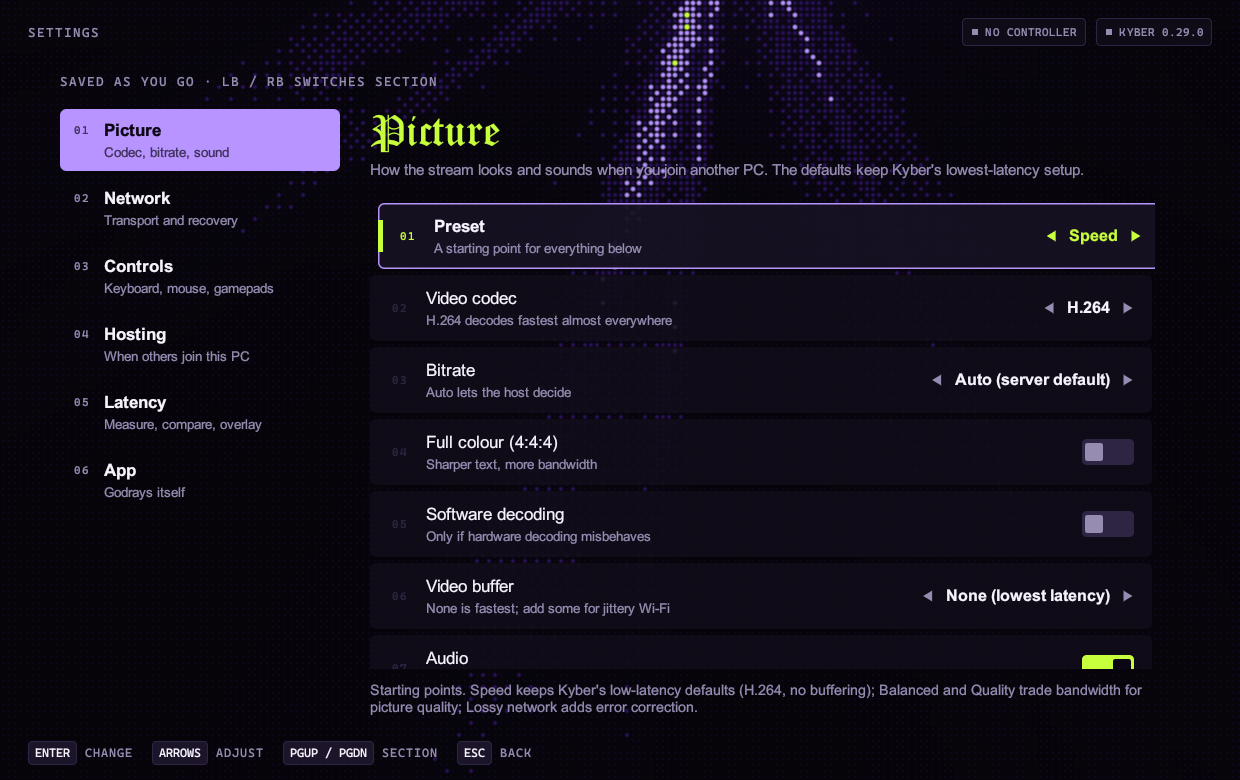 SETTINGS
NO CONTROLLER
KYBER 0.29.0
SAVED AS YOU GO · LB / RB SWITCHES SECTION
01 Picture
Codec, bitrate, sound
02 Network
Transport and recovery
03 Controls
Keyboard, mouse, gamepads
04 Hosting
When others join this PC
05 Latency
Measure, compare, overlay
06 App
Godrays itself
Picture
How the stream looks and sounds when you join another PC. The defaults keep Kyber's lowest-latency setup.
01 Preset
A starting point for everything below
◀ Speed ▶
02 Video codec
H.264 decodes fastest almost everywhere
◀ H.264 ▶
03 Bitrate
Auto lets the host decide
◀ Auto (server default) ▶
04 Full colour (4:4:4)
Sharper text, more bandwidth
05 Software decoding
Only if hardware decoding misbehaves
06 Video buffer
None is fastest; add some for jittery Wi-Fi
◀ None (lowest latency) ▶
07 Audio
Starting points. Speed keeps Kyber's low-latency defaults (H.264, no buffering); Balanced and Quality trade bandwidth for
picture quality; Lossy network adds error correction.
ENTER CHANGE ARROWS ADJUST PGUP / PGDN SECTION ESC BACK